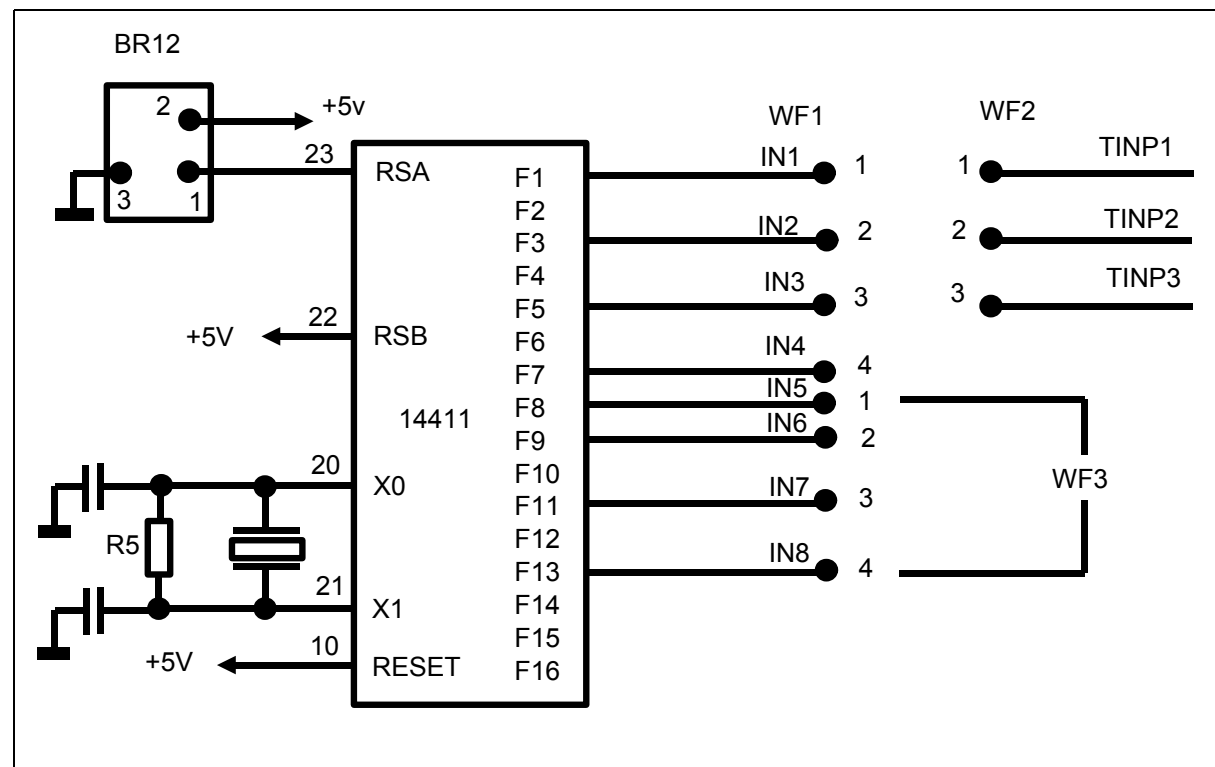 BR12
2
+5v
3
1
23
RSA
+5V
22
RSB
14411
20
X0
R5
21
X1
+5V
10
RESET
F1
F2
F3
F4
F5
F6
F7
F8
F9
F10
F11
F12
F13
F14
F15
F16
WF1
IN1 1
IN2 2
IN3 3
IN4 4
IN5 1
IN6 2
IN7 3
IN8 4
WF3
WF2
1 TINP1
2 TINP2
3 TINP3